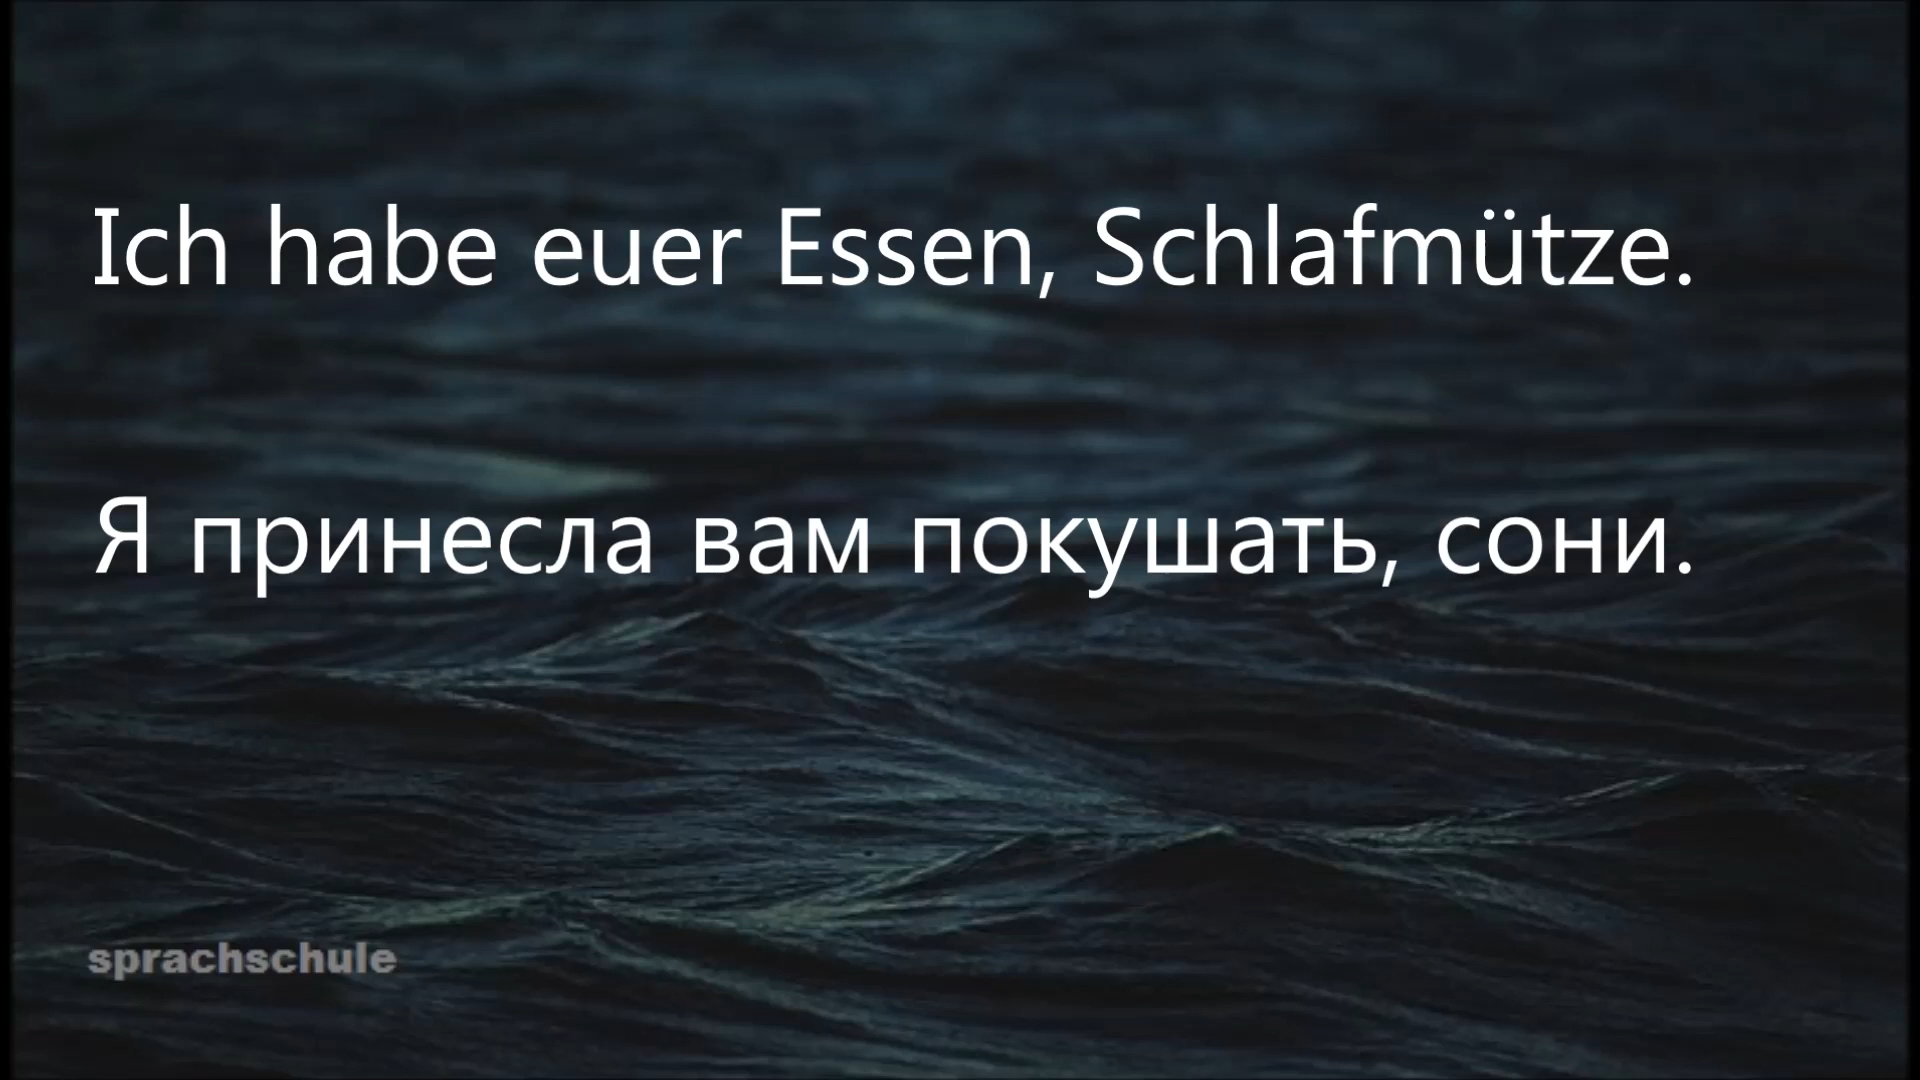 Ich habe euer Essen, Schlafmütze.
Я принесла вам покушать, сони.
sprachschule